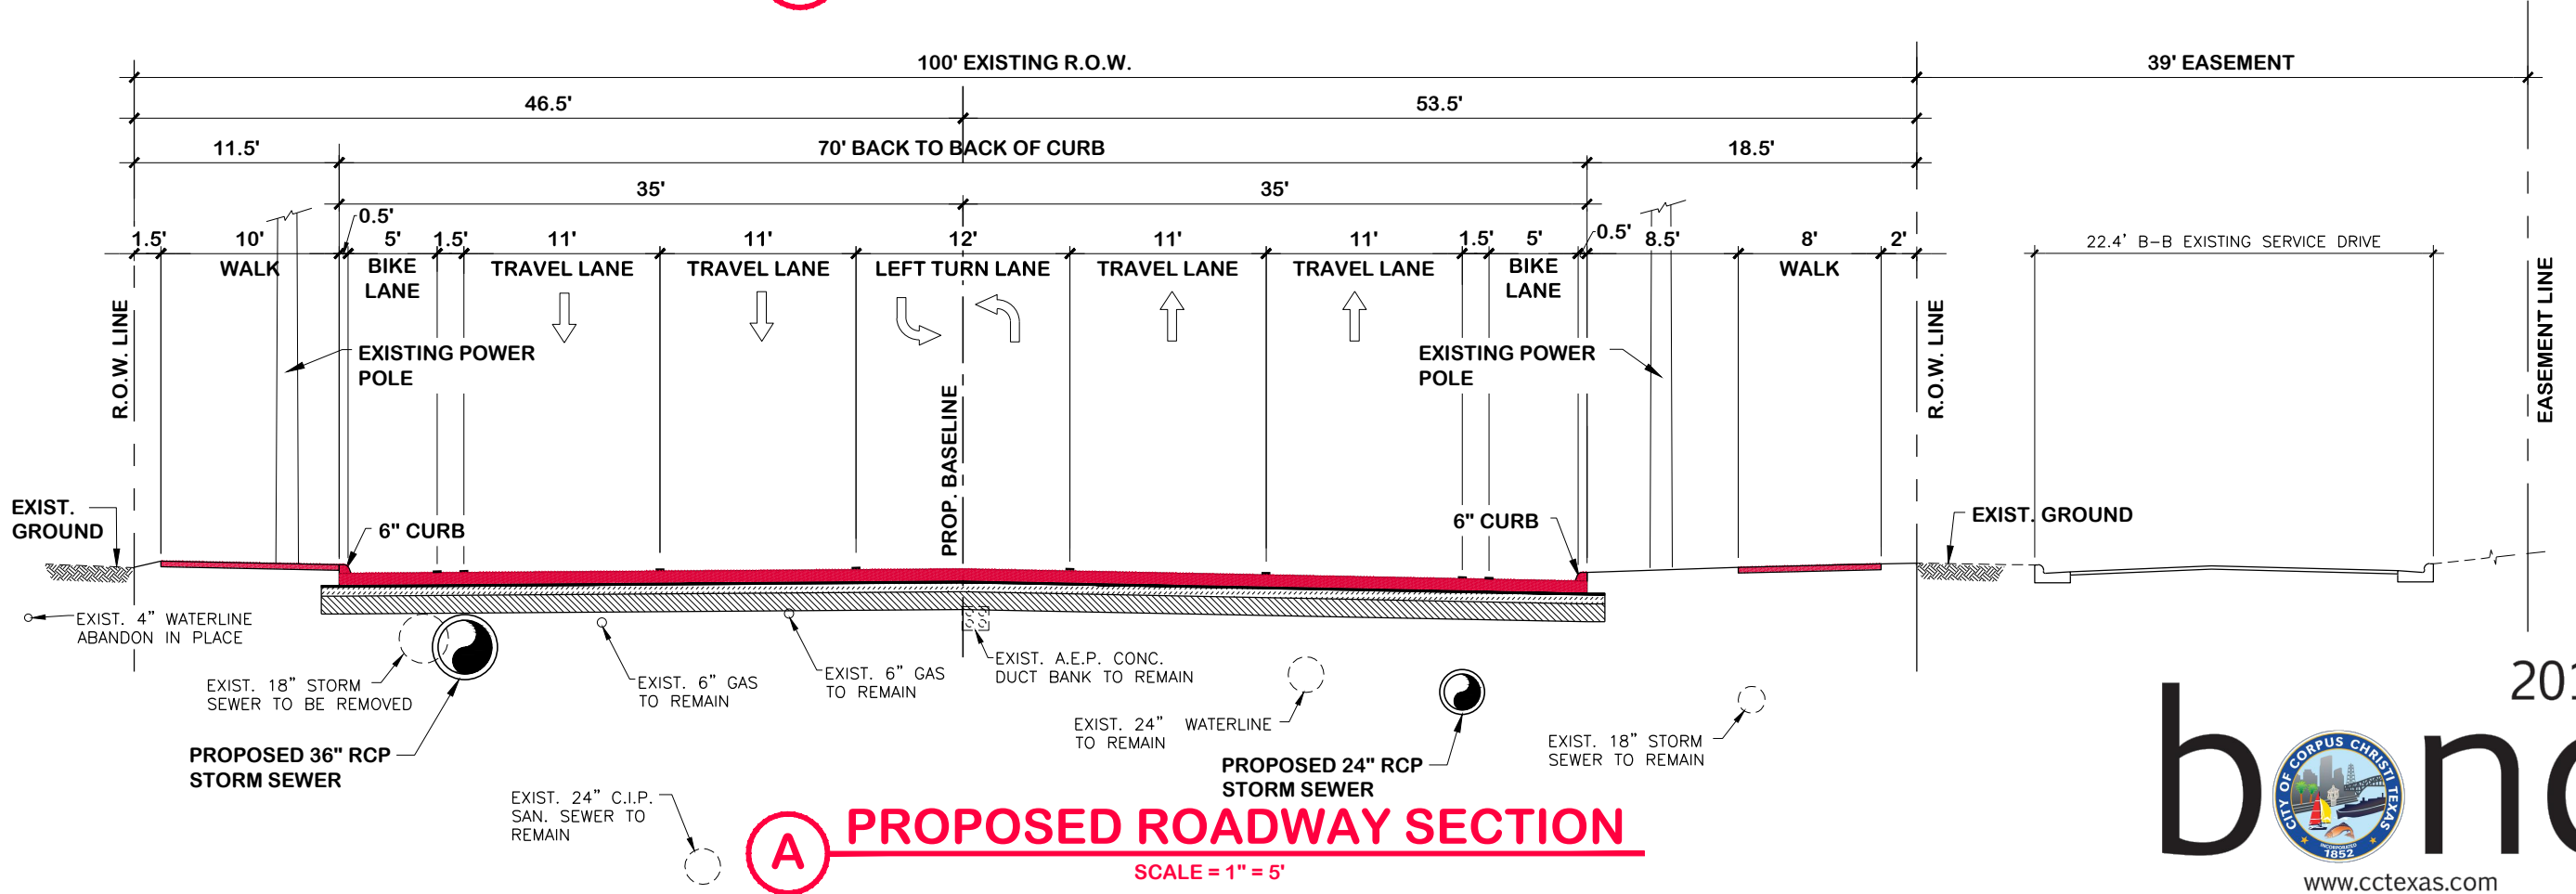 100' EXISTING R.O.W.
39' EASEMENT
46.5'
53.5'
11.5'
70' BACK TO BACK OF CURB
18.5'
35'
35'
0.5'
0.5'
1.5'
10'
5'
1.5'
11'
11'
12'
11'
11'
1.5'
5'
8.5'
8'
2'
22.4' B-B EXISTING SERVICE DRIVE
WALK
BIKE
LANE
TRAVEL LANE
TRAVEL LANE
LEFT TURN LANE
TRAVEL LANE
TRAVEL LANE
BIKE
LANE
WALK
R.O.W. LINE
EXISTING POWER
POLE
PROP. BASELINE
EXISTING POWER
POLE
R.O.W. LINE
EASEMENT LINE
EXIST.
GROUND
6" CURB
6" CURB
EXIST. GROUND
EXIST. 4" WATERLINE
ABANDON IN PLACE
EXIST. 18" STORM
SEWER TO BE REMOVED
EXIST. 6" GAS
TO REMAIN
EXIST. 6" GAS
TO REMAIN
EXIST. A.E.P. CONC.
DUCT BANK TO REMAIN
EXIST. 24" WATERLINE
TO REMAIN
EXIST. 18" STORM
SEWER TO REMAIN
PROPOSED 36" RCP
STORM SEWER
PROPOSED 24" RCP
STORM SEWER
EXIST. 24" C.I.P.
SAN. SEWER TO
REMAIN
A PROPOSED ROADWAY SECTION
SCALE = 1" = 5'
201
bon
CITY OF CORPUS CHRISTI TEXAS
INCORPORATED
1852
www.cctexas.com